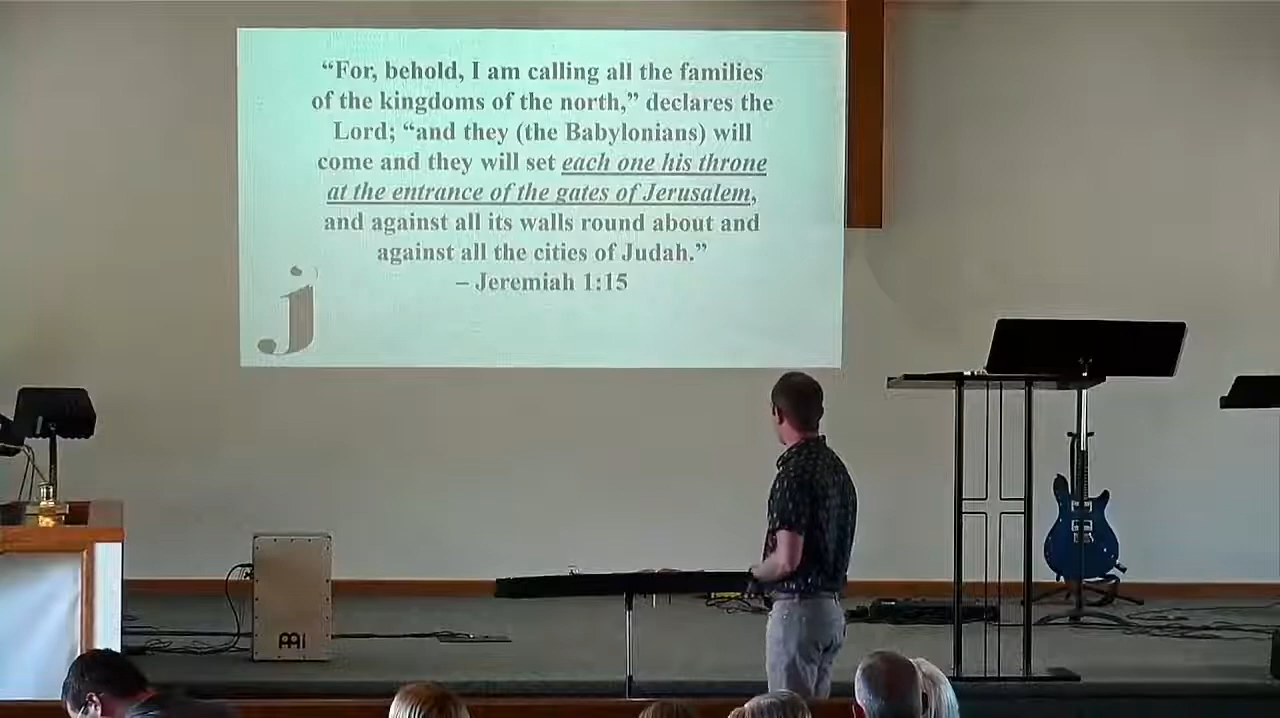 “For, behold, I am calling all the families
of the kingdoms of the north,” declares the
Lord; “and they (the Babylonians) will
come and they will set each one his throne
at the entrance of the gates of Jerusalem,
and against all its walls round about and
against all the cities of Judah.”
– Jeremiah 1:15
j